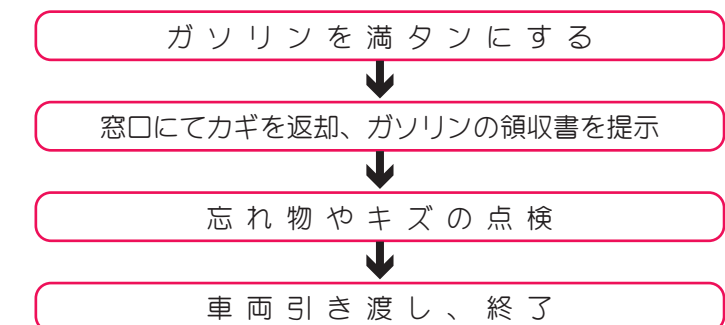 ガソリンを満タンにする
窓口にてカギを返却、ガソリンの領収書を提示
忘れ物やキズの点検
車両引き渡し、終了